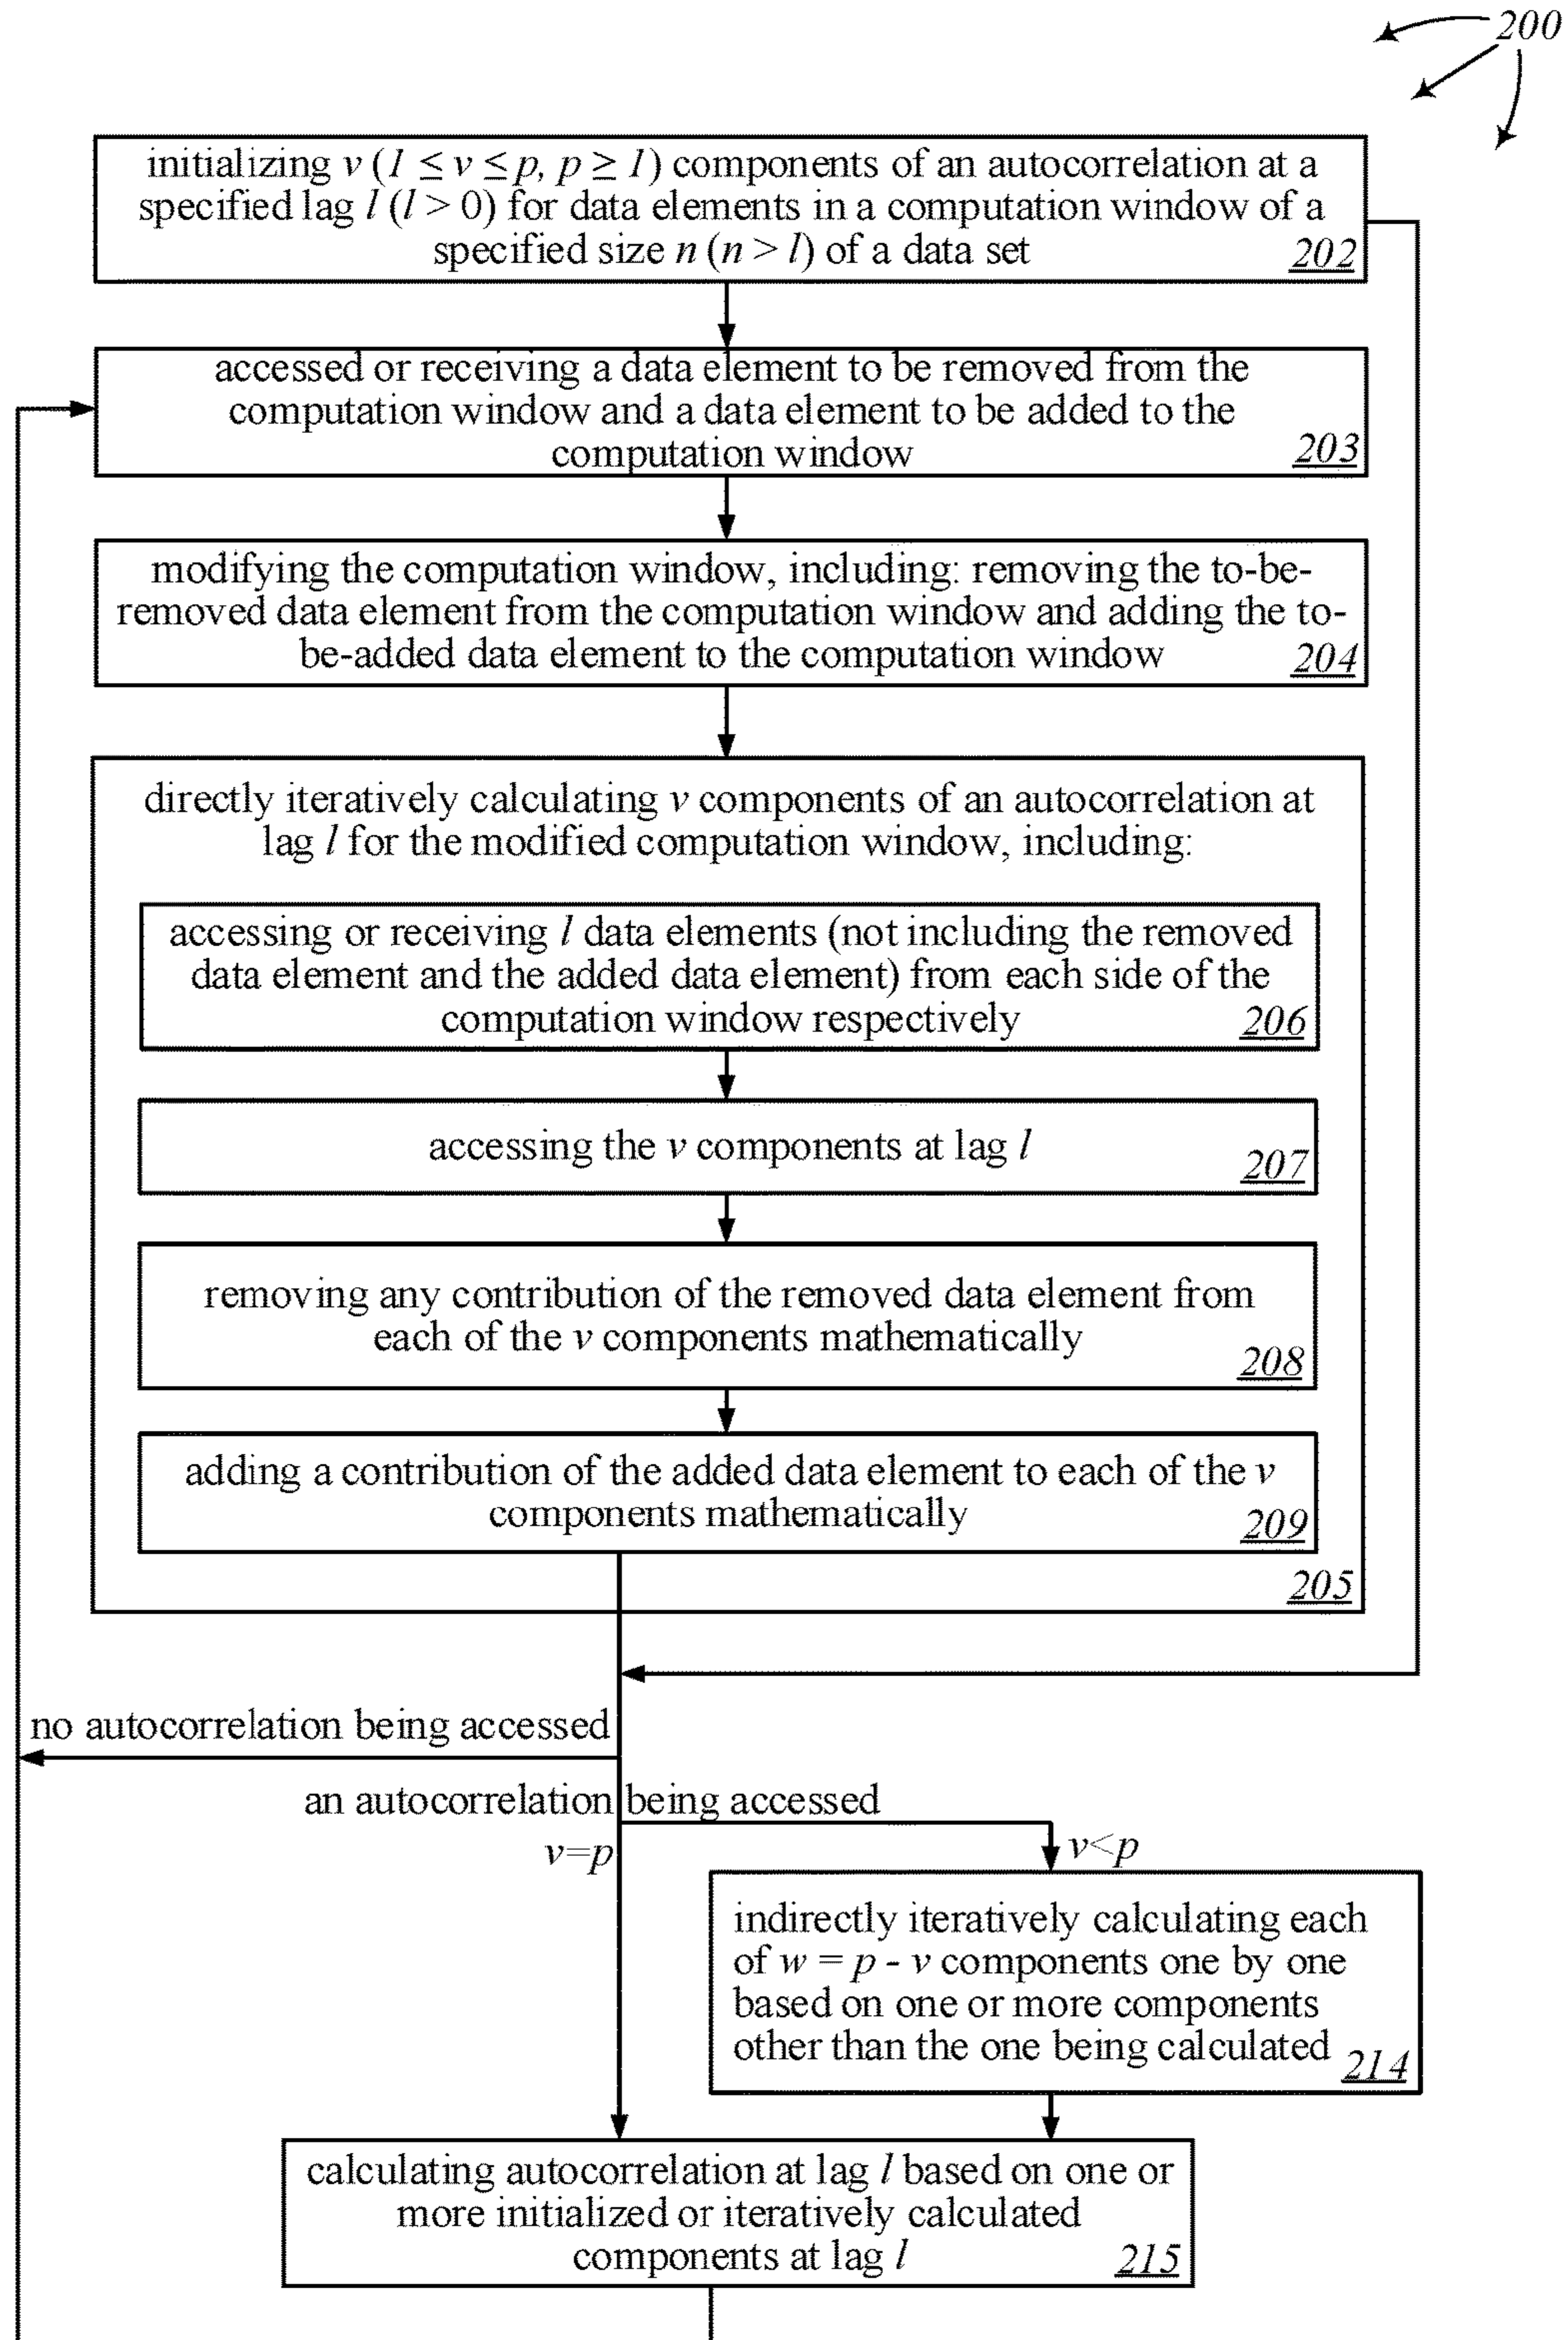 200
initializing v (1 ≤ v ≤ p, p ≥ 1) components of an autocorrelation at a
specified lag l (l > 0) for data elements in a computation window of a
specified size n (n > l) of a data set
202
accessed or receiving a data element to be removed from the
computation window and a data element to be added to the
computation window
203
modifying the computation window, including: removing the to-be-
removed data element from the computation window and adding the to-
be-added data element to the computation window
204
directly iteratively calculating v components of an autocorrelation at
lag l for the modified computation window, including:
accessing or receiving l data elements (not including the removed
data element and the added data element) from each side of the
computation window respectively
206
accessing the v components at lag l
207
removing any contribution of the removed data element from
each of the v components mathematically
208
adding a contribution of the added data element to each of the v
components mathematically
209
205
no autocorrelation being accessed
an autocorrelation being accessed
v=p
v<p
indirectly iteratively calculating each
of w = p - v components one by one
based on one or more components
other than the one being calculated
214
calculating autocorrelation at lag l based on one or
more initialized or iteratively calculated
components at lag l
215